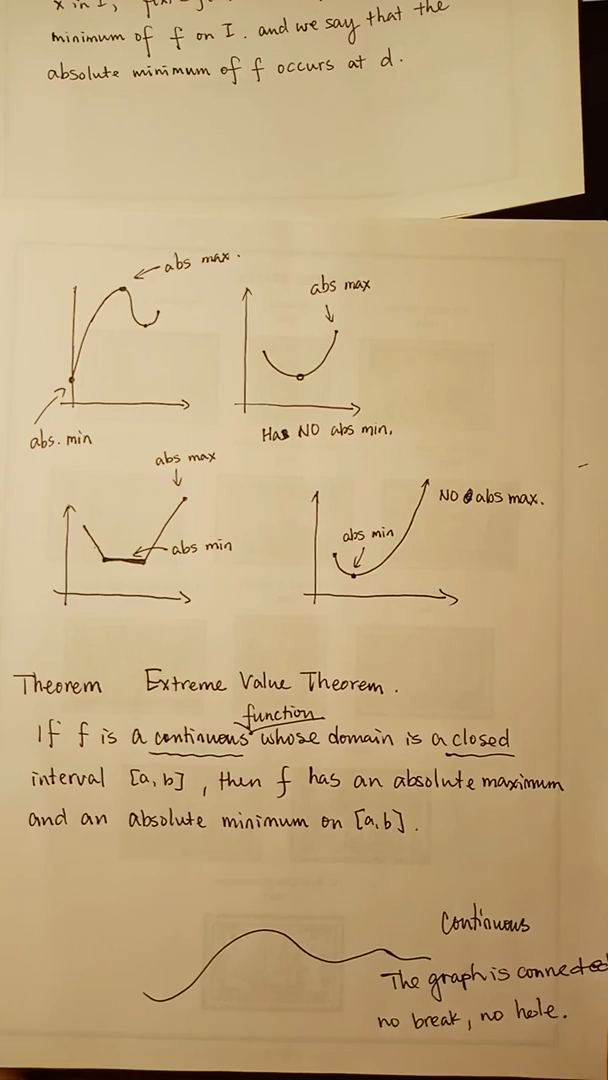 x in I,
minimum of f on I. and we say that the
absolute minimum of f occurs at d.
abs max.
abs. min
abs max
Has NO abs min.
abs max
abs min
NO abs max.
abs min
Theorem Extreme Value Theorem.
If f is a continuous function whose domain is a closed
interval [a, b], then f has an absolute maximum
and an absolute minimum on [a, b].
Continuous
The graph is connected
no break, no hole.